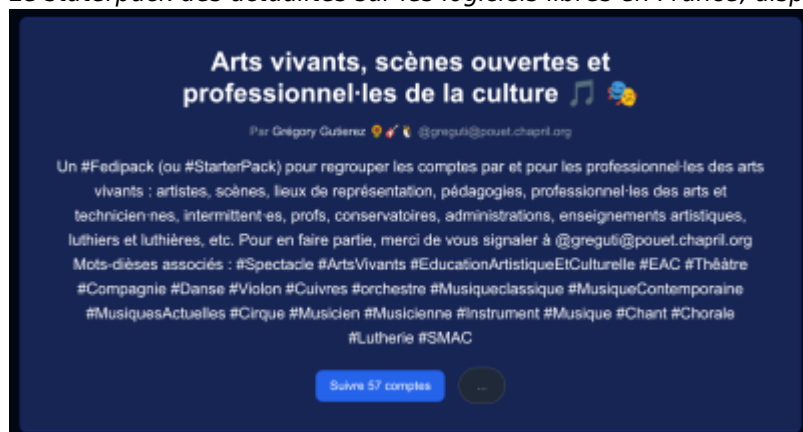 Le staterpack des actualités sur les logiciels libres en France, disp
Arts vivants, scènes ouvertes et
professionnel·les de la culture 🎵 🎭
Par Grégory Gutierez 🌻 🎸 🐧 @greguti@pouet.chapril.org
Un #Fedipack (ou #StarterPack) pour regrouper les comptes par et pour les professionnel·les des arts
vivants : artistes, scènes, lieux de représentation, pédagogies, professionnel·les des arts et
technicien·nes, intermittent·es, profs, conservatoires, administrations, enseignements artistiques,
luthiers et luthières, etc. Pour en faire partie, merci de vous signaler à @greguti@pouet.chapril.org
Mots-dièses associés : #Spectacle #ArtsVivants #EducationArtistiqueEtCulturelle #EAC #Théâtre
#Compagnie #Danse #Violon #Cuivres #orchestre #Musiqueclassique #MusiqueContemporaine
#MusiquesActuelles #Cirque #Musicien #Musicienne #Instrument #Musique #Chant #Chorale
#Lutherie #SMAC
Suivre 57 comptes ...